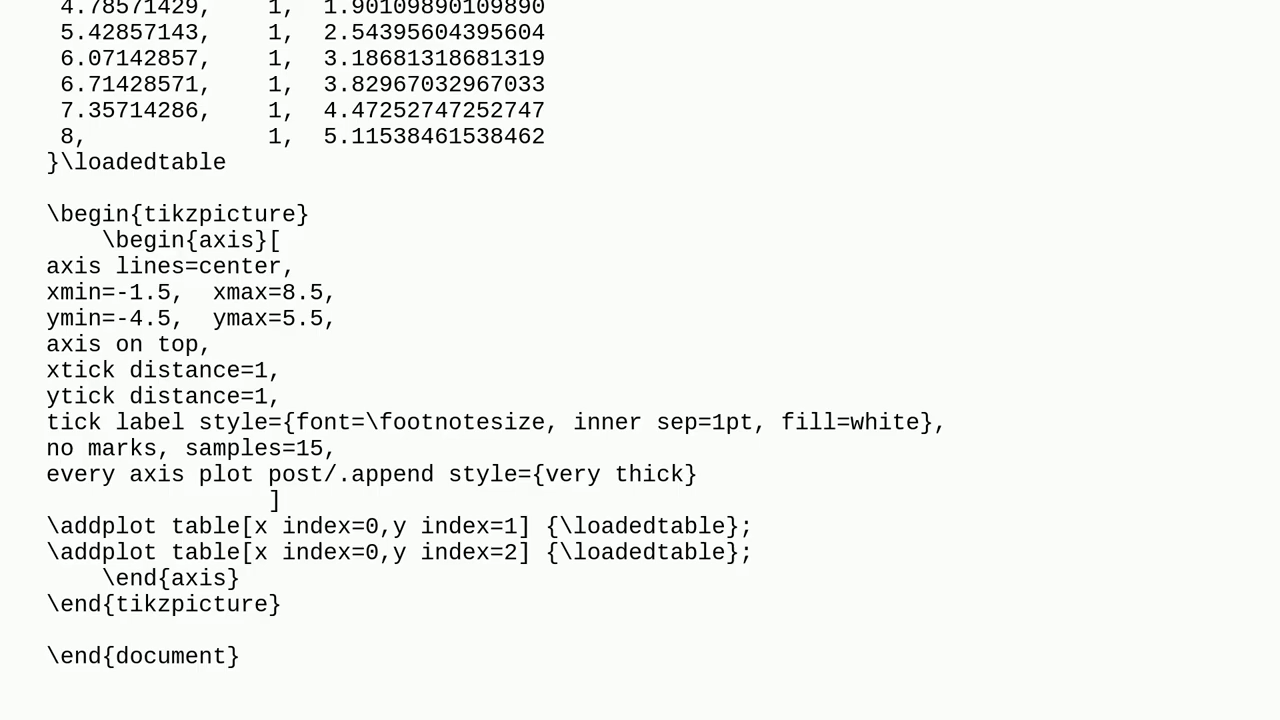 4.78571429,    1,  1.90109890109890
5.42857143,    1,  2.54395604395604
6.07142857,    1,  3.18681318681319
6.71428571,    1,  3.82967032967033
7.35714286,    1,  4.47252747252747
8,             1,  5.11538461538462
}\loadedtable
\begin{tikzpicture}
    \begin{axis}[
axis lines=center,
xmin=-1.5,  xmax=8.5,
ymin=-4.5,  ymax=5.5,
axis on top,
xtick distance=1,
ytick distance=1,
tick label style={font=\footnotesize, inner sep=1pt, fill=white},
no marks, samples=15,
every axis plot post/.append style={very thick}
                ]
\addplot table[x index=0,y index=1] {\loadedtable};
\addplot table[x index=0,y index=2] {\loadedtable};
    \end{axis}
\end{tikzpicture}
\end{document}